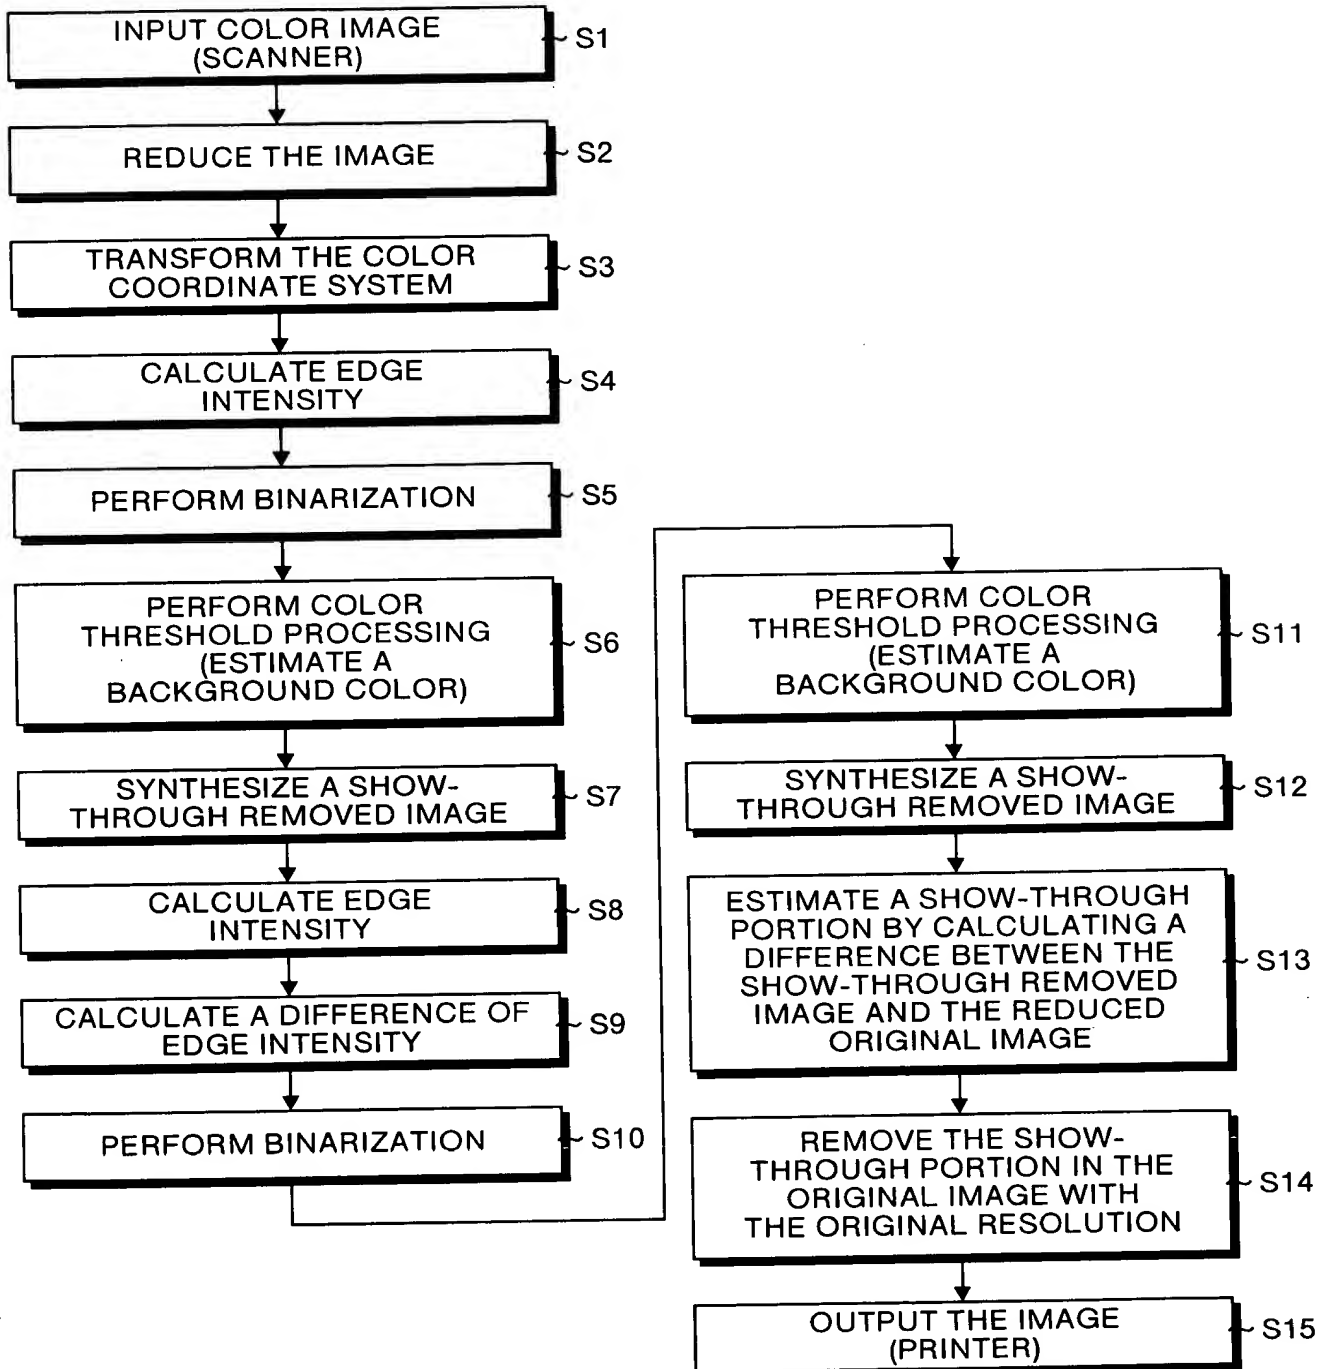 INPUT COLOR IMAGE
(SCANNER)
S1
REDUCE THE IMAGE
S2
TRANSFORM THE COLOR
COORDINATE SYSTEM
S3
CALCULATE EDGE
INTENSITY
S4
PERFORM BINARIZATION
S5
PERFORM COLOR
THRESHOLD PROCESSING
(ESTIMATE A
BACKGROUND COLOR)
S6
SYNTHESIZE A SHOW-
THROUGH REMOVED IMAGE
S7
CALCULATE EDGE
INTENSITY
S8
CALCULATE A DIFFERENCE OF
EDGE INTENSITY
S9
PERFORM BINARIZATION
S10
PERFORM COLOR
THRESHOLD PROCESSING
(ESTIMATE A
BACKGROUND COLOR)
S11
SYNTHESIZE A SHOW-
THROUGH REMOVED IMAGE
S12
ESTIMATE A SHOW-THROUGH
PORTION BY CALCULATING A
DIFFERENCE BETWEEN THE
SHOW-THROUGH REMOVED
IMAGE AND THE REDUCED
ORIGINAL IMAGE
S13
REMOVE THE SHOW-
THROUGH PORTION IN THE
ORIGINAL IMAGE WITH
THE ORIGINAL RESOLUTION
S14
OUTPUT THE IMAGE
(PRINTER)
S15